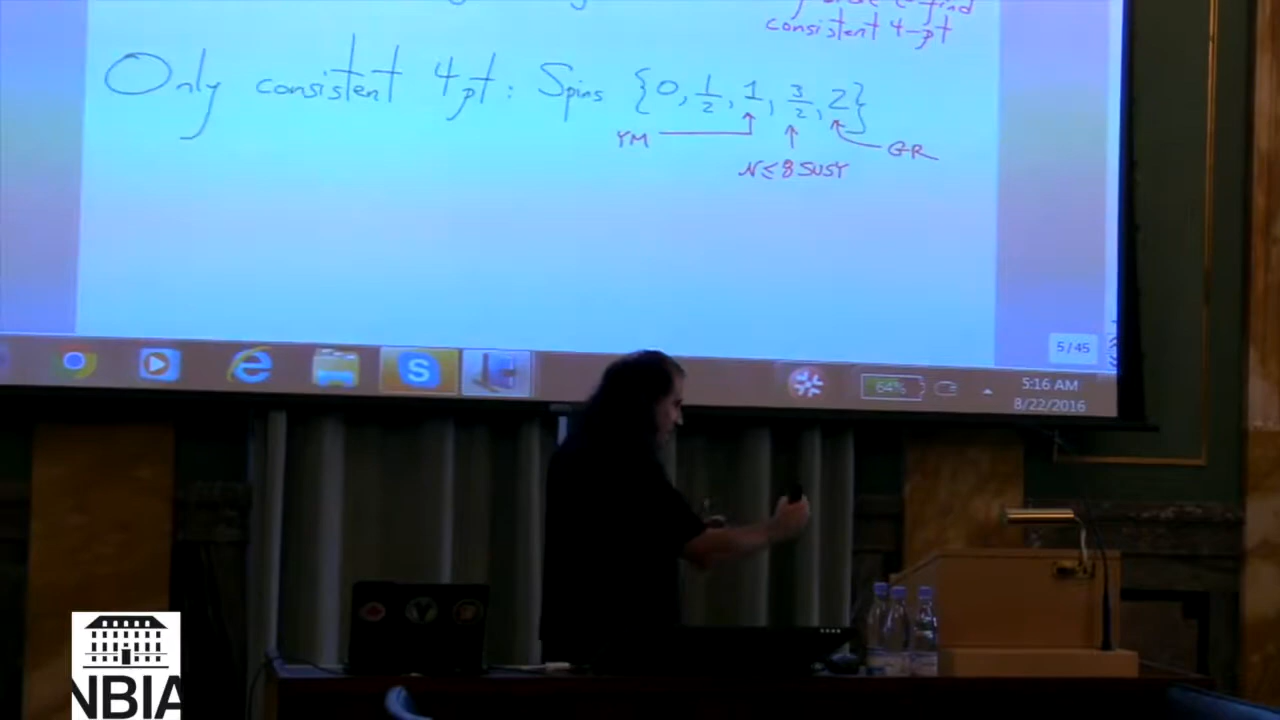 consistent 4-pt
Only consistent 4pt: Spins {0, 1/2, 1, 3/2, 2}
YM
GR
N≤8 SUSY
5/45
S
64%
5:16 AM
8/22/2016
NBIA